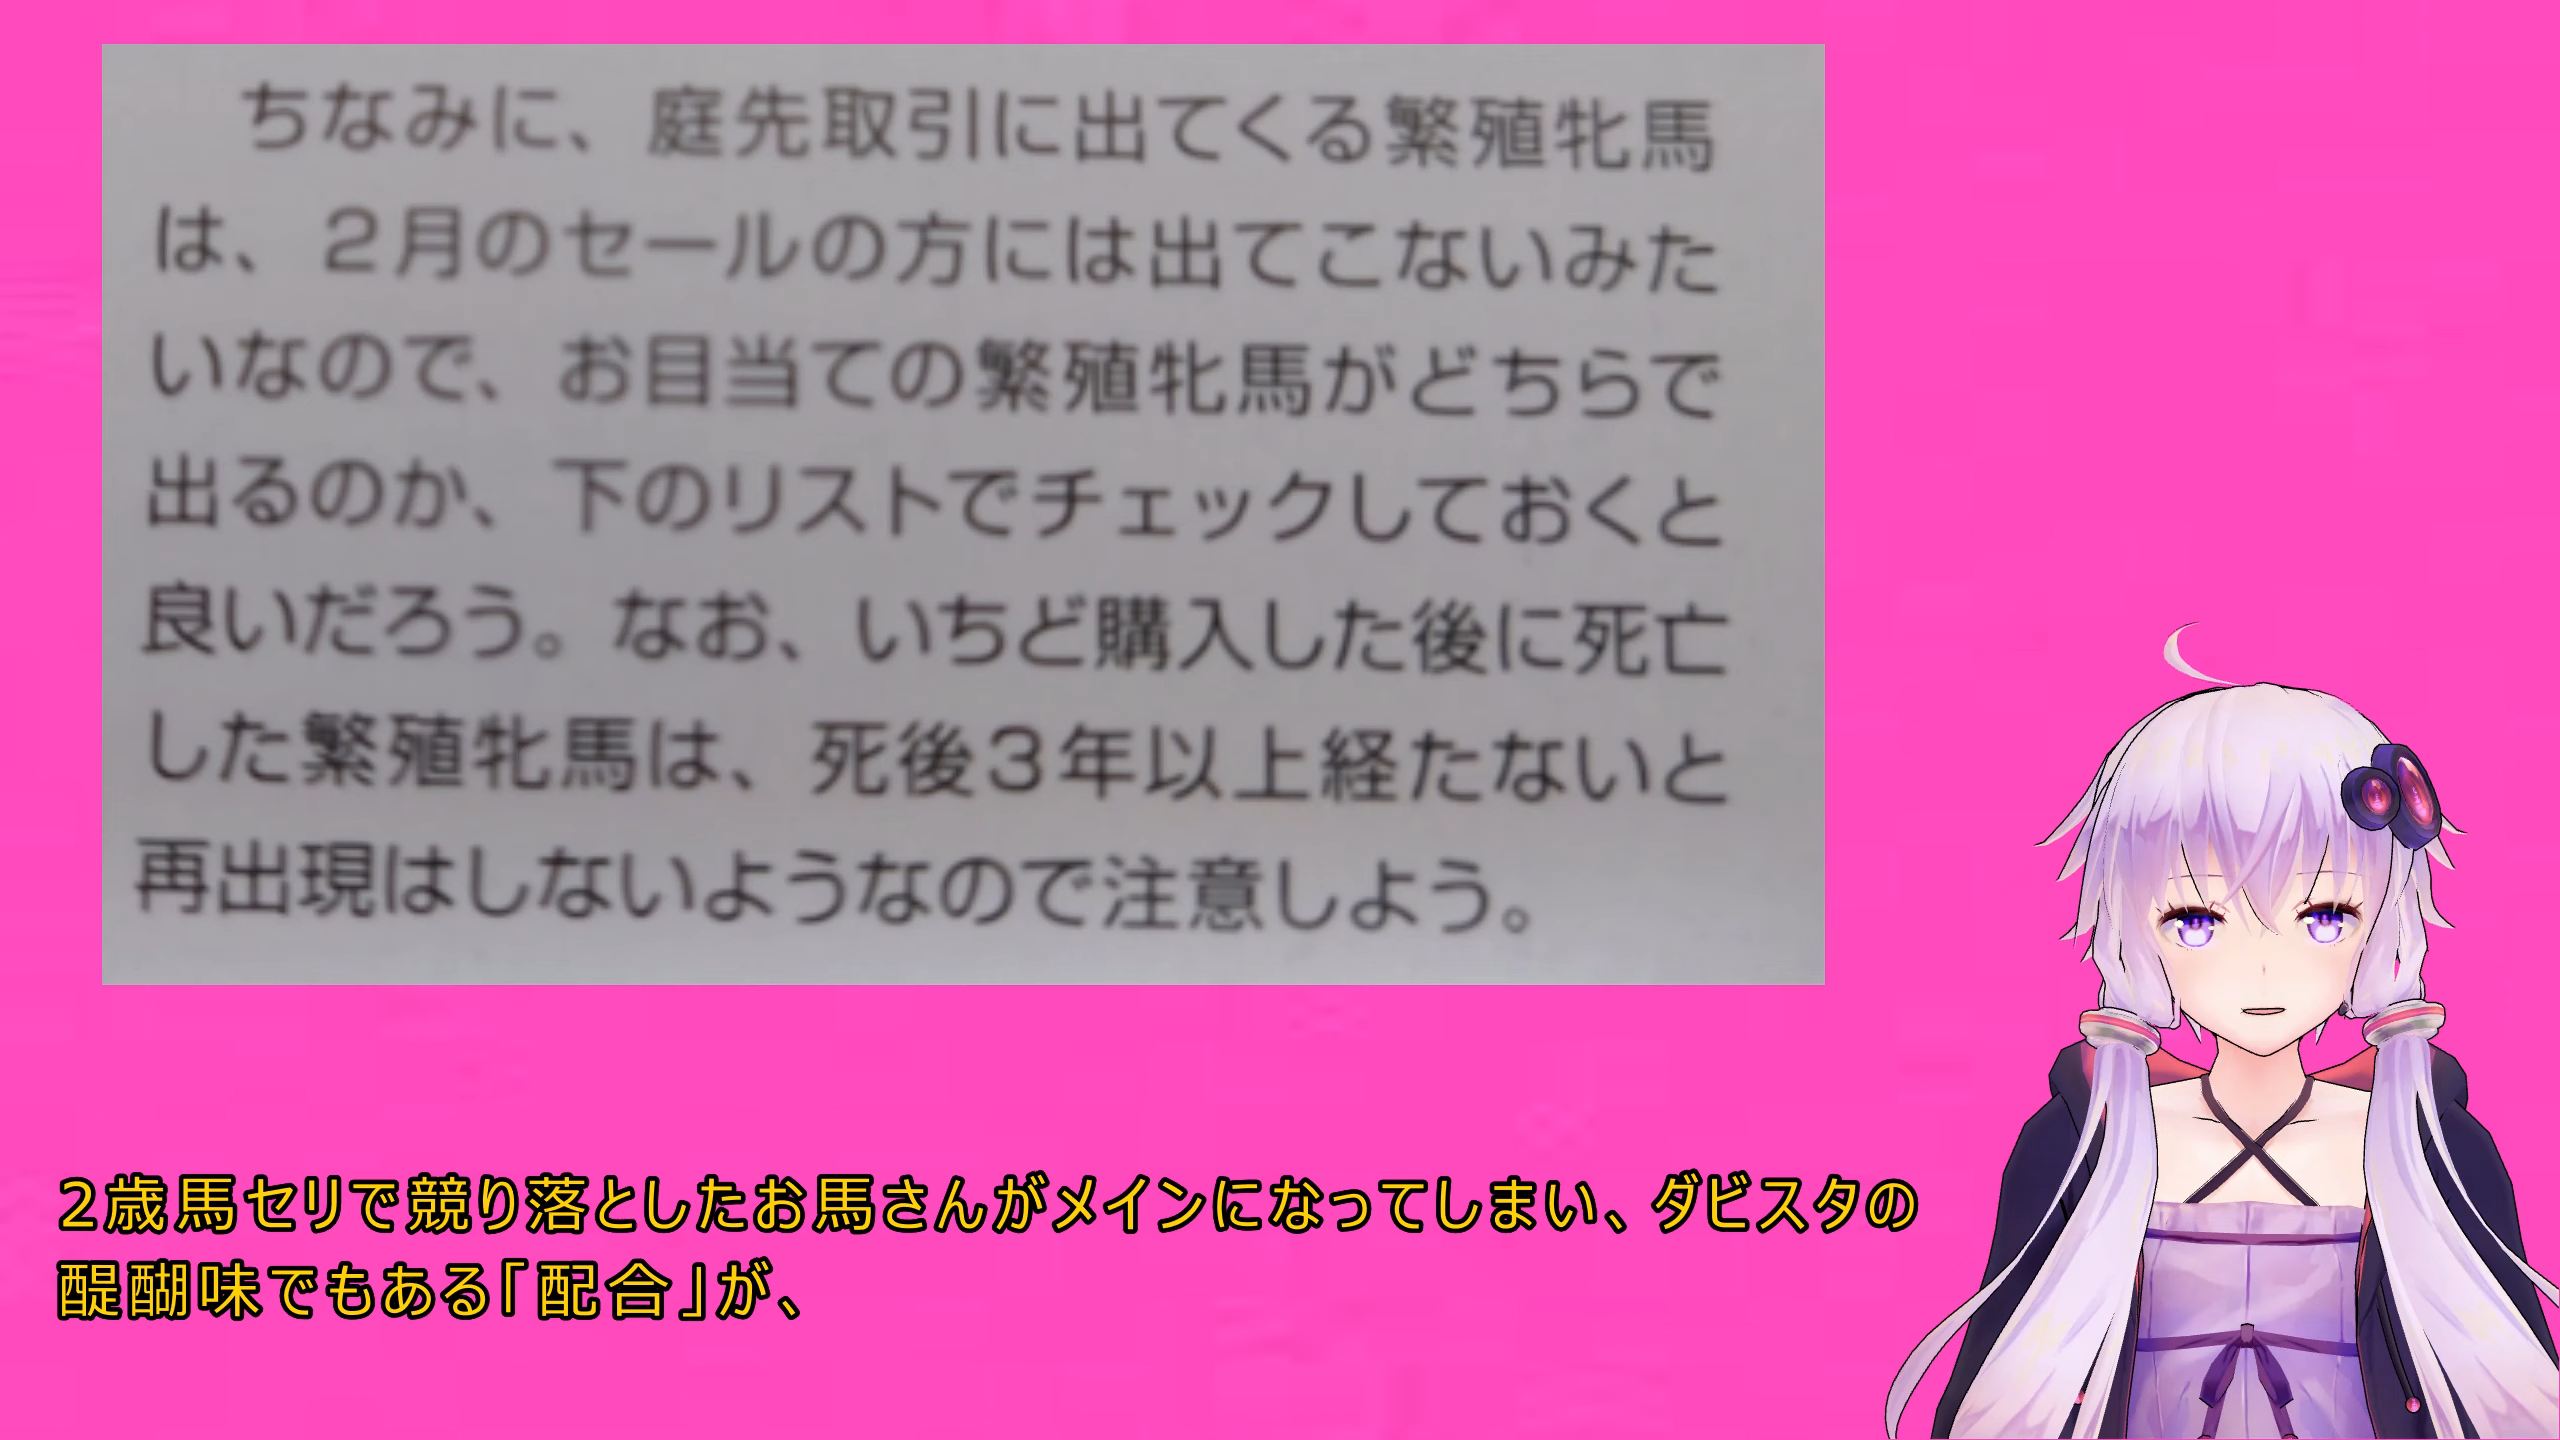 ちなみに、庭先取引に出てくる繁殖牝馬
は、２月のセールの方には出てこないみた
いなので、お目当ての繁殖牝馬がどちらで
出るのか、下のリストでチェックしておくと
良いだろう。なお、いちど購入した後に死亡
した繁殖牝馬は、死後３年以上経たないと
再出現はしないようなので注意しよう。
２歳馬セリで競り落としたお馬さんがメインになってしまい、ダビスタの
醍醐味でもある「配合」が、